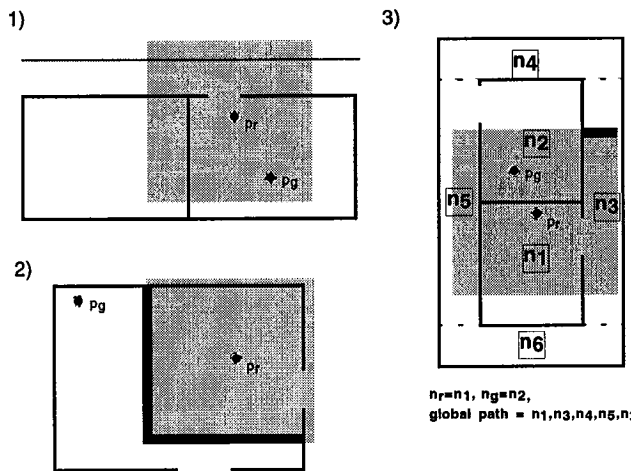 1)
pr
pg
2)
pg
pr
3)
n4
n2
pg
n5
n3
pr
n1
n6
nr=n1, ng=n2,
global path = n1,n3,n4,n5,n